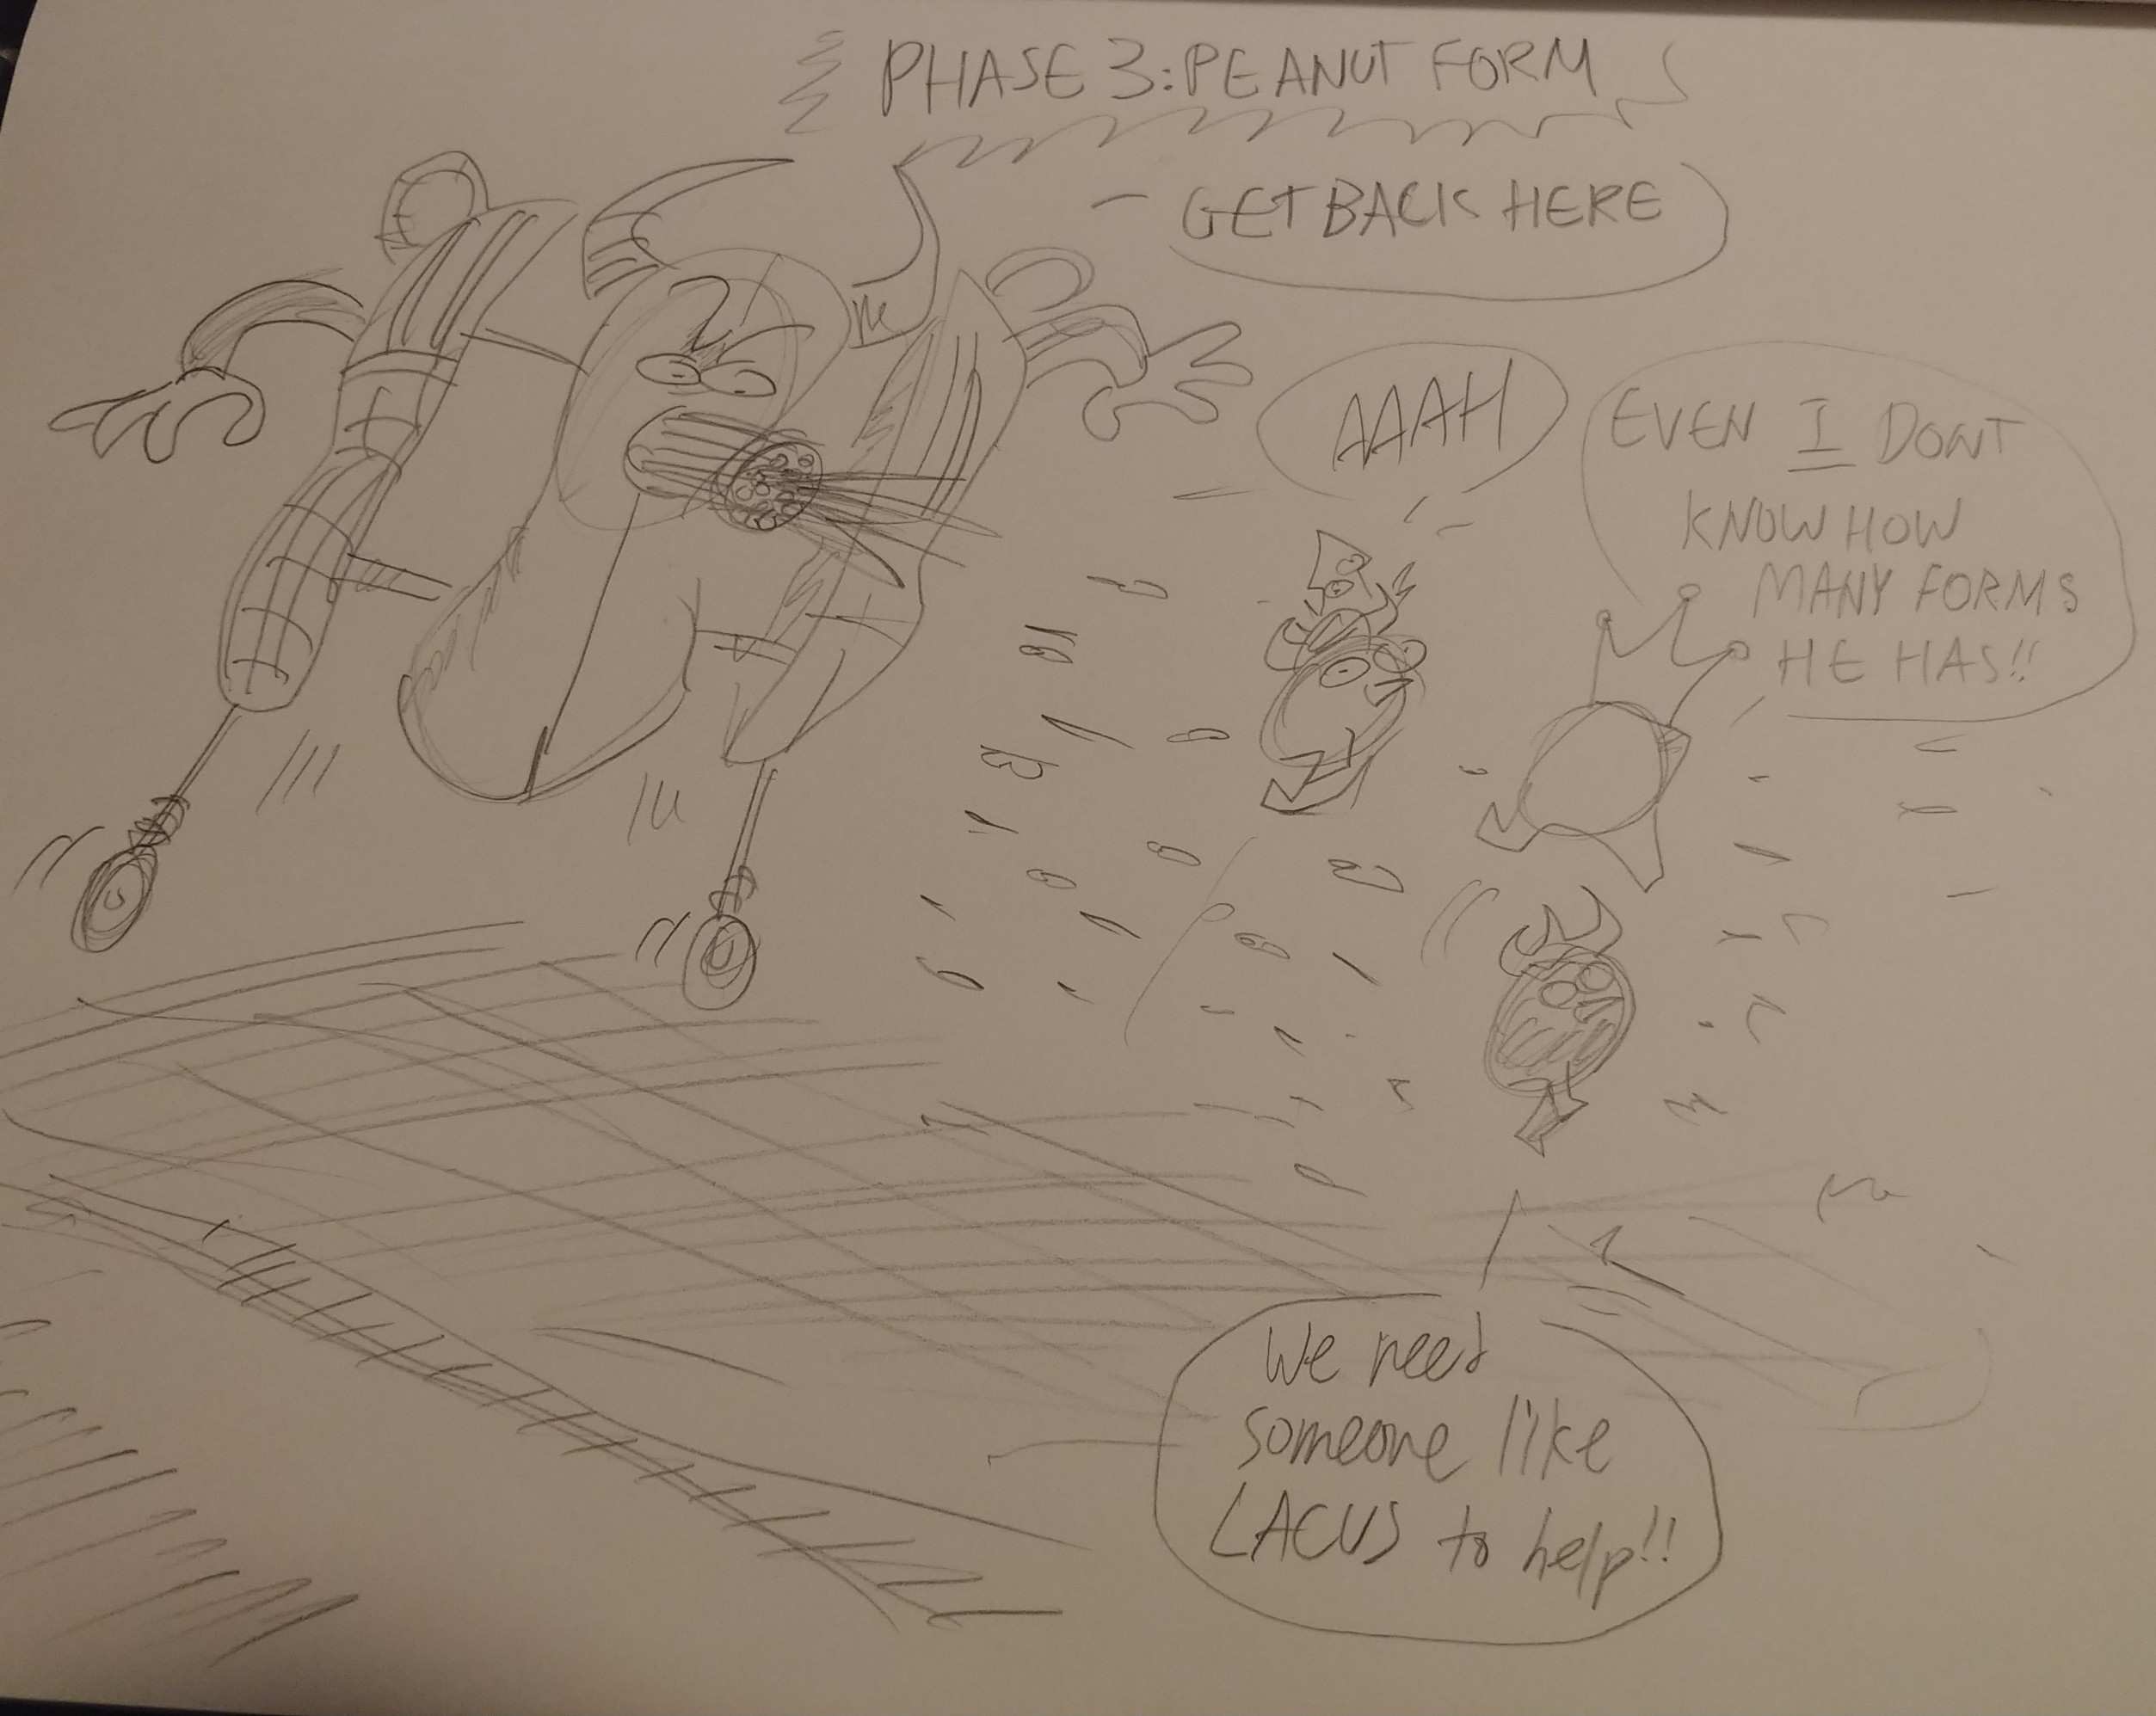 PHASE 3: PEANUT FORM
GET BACK HERE
AAAH
EVEN I DONT
KNOW HOW
MANY FORMS
HE HAS!!
We need
someone like
LACUS to help!!